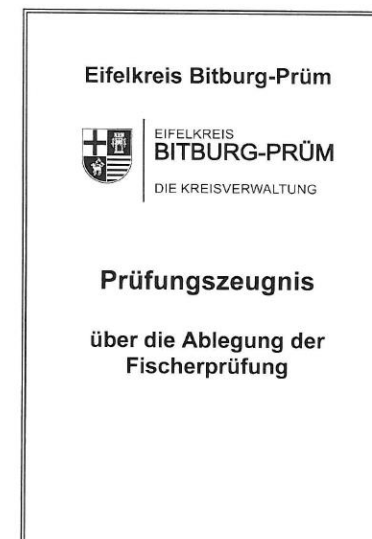 Eifelkreis Bitburg-Prüm
EIFELKREIS
BITBURG-PRÜM
DIE KREISVERWALTUNG
Prüfungszeugnis
über die Ablegung der
Fischerprüfung